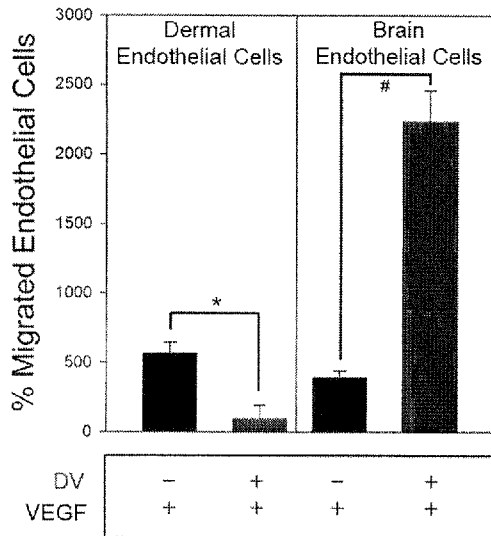 % Migrated Endothelial Cells
3000
2500
2000
1500
1000
500
0
Dermal
Endothelial Cells
Brain
Endothelial Cells
*
#
DV − + − +
VEGF + + + +